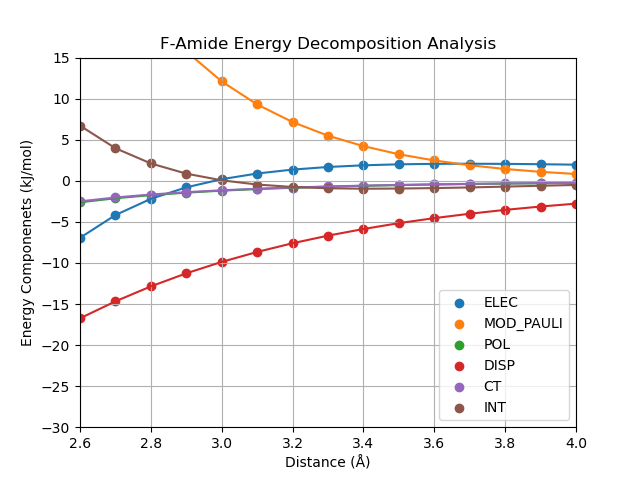 F-Amide Energy Decomposition Analysis
Energy Componenets (kJ/mol)
15
10
5
0
−5
−10
−15
−20
−25
−30
2.6 2.8 3.0 3.2 3.4 3.6 3.8 4.0
Distance (Å)
ELEC
MOD_PAULI
POL
DISP
CT
INT